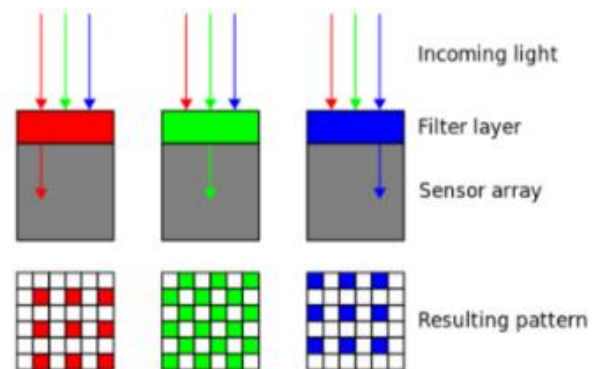 Incoming light
Filter layer
Sensor array
Resulting pattern